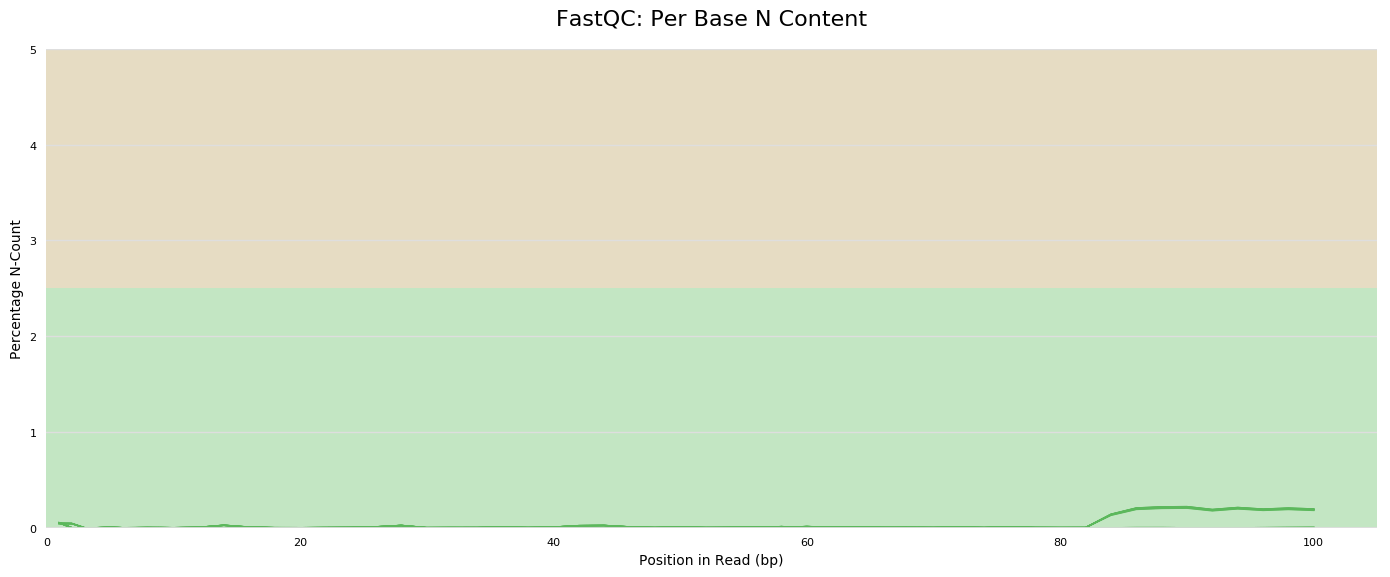 FastQC: Per Base N Content
5
4
3
2
1
0
Percentage N-Count
0 20 40 60 80 100
Position in Read (bp)